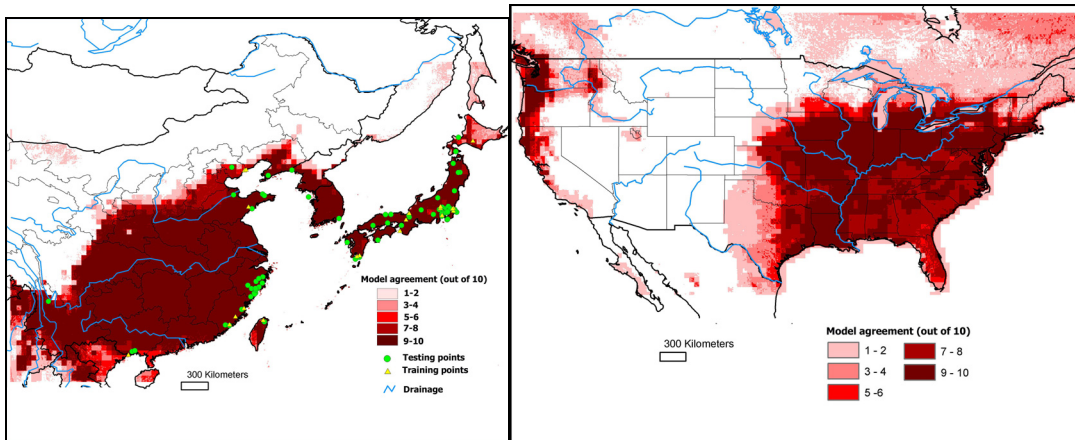 Model agreement (out of 10)
1-2
3-4
5-6
7-8
9-10
Testing points
Training points
Drainage
300 Kilometers
300 Kilometers
Model agreement (out of 10)
1 - 2
3 - 4
5 -6
7 - 8
9 - 10